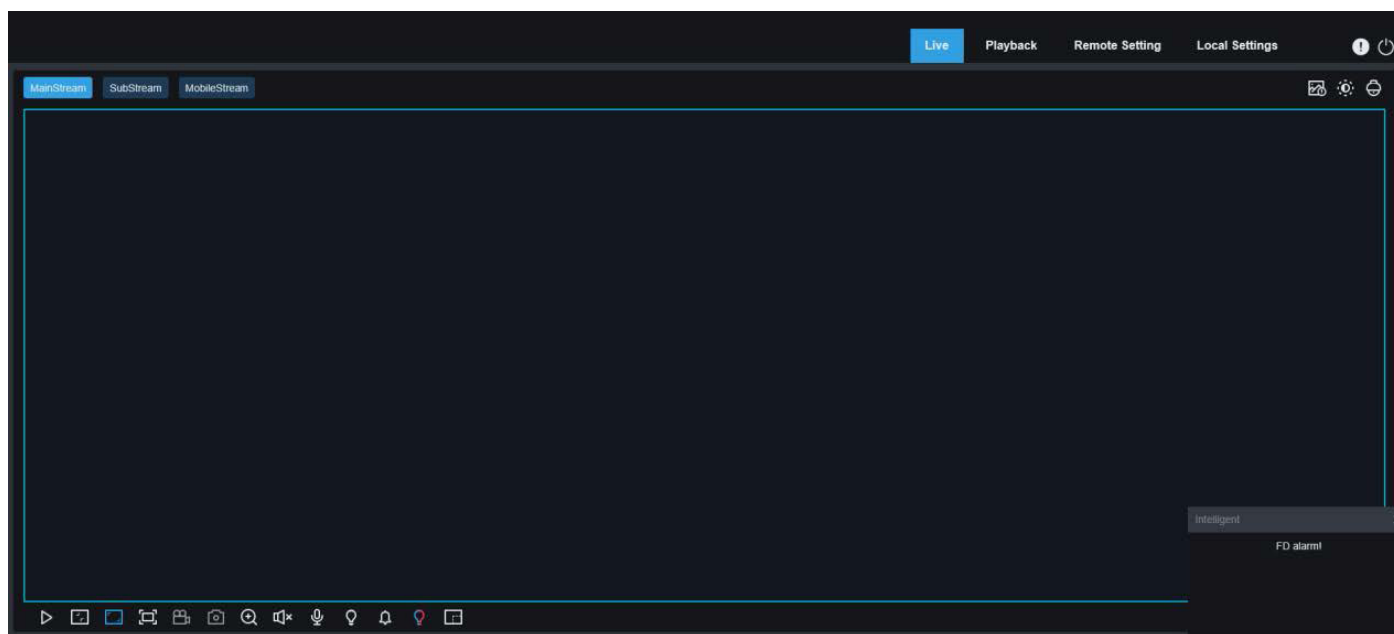 Live Playback Remote Setting Local Settings
MainStream SubStream MobileStream
Intelligent
FD alarm!